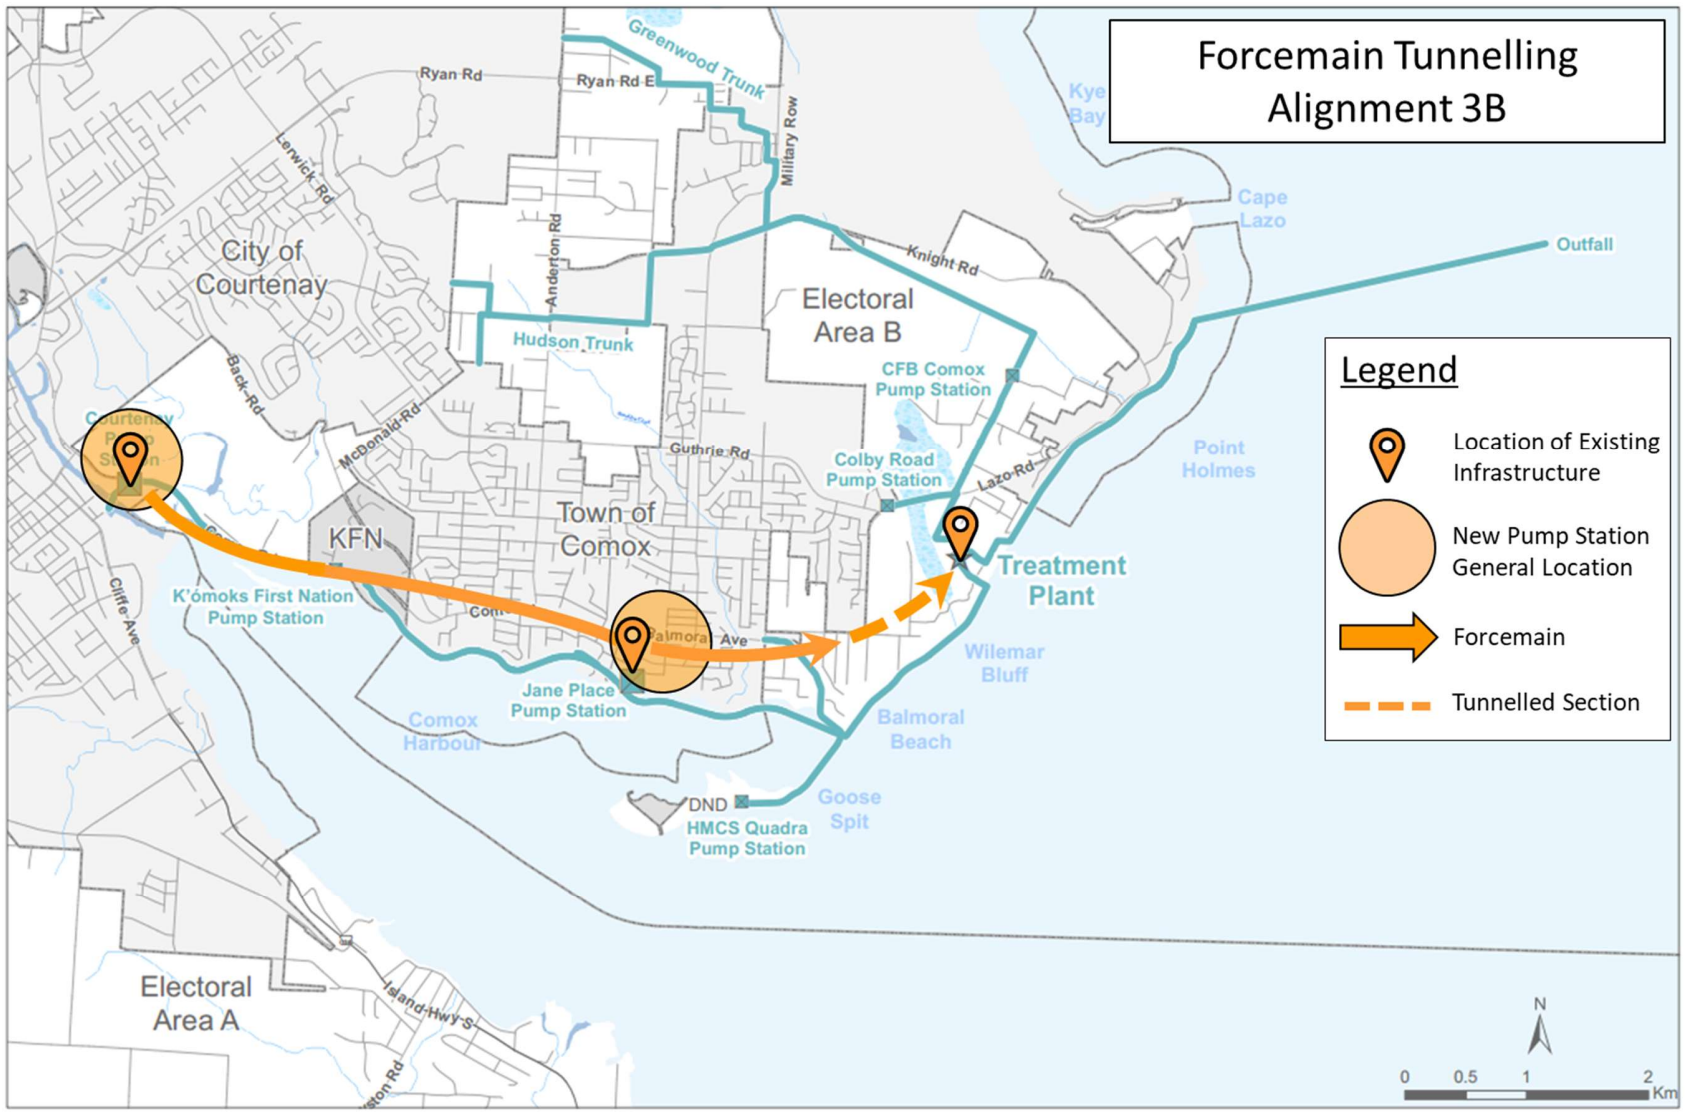 Forcemain Tunnelling
Alignment 3B
Greenwood Trunk
Ryan Rd
Ryan Rd E
Kye
Bay
Military Row
Lerwick Rd
Cape
Lazo
Anderton Rd
City of
Courtenay
Knight Rd
Outfall
Electoral
Area B
Hudson Trunk
Legend
CFB Comox
Pump Station
Back Rd
Courtenay
McDonald Rd
Guthrie Rd
Point
Holmes
Location of Existing
Infrastructure
Colby Road
Pump Station
Lazo Rd
Town of
Comox
KFN
New Pump Station
General Location
Treatment
Plant
Cliffe Ave
K'ómoks First Nation
Pump Station
Balmoral Ave
Forcemain
Wilemar
Bluff
Jane Place
Pump Station
Tunnelled Section
Comox
Harbour
Balmoral
Beach
DND
HMCS Quadra
Pump Station
Goose
Spit
Electoral
Area A
Island Hwy S
N
0 0.5 1 2
Km